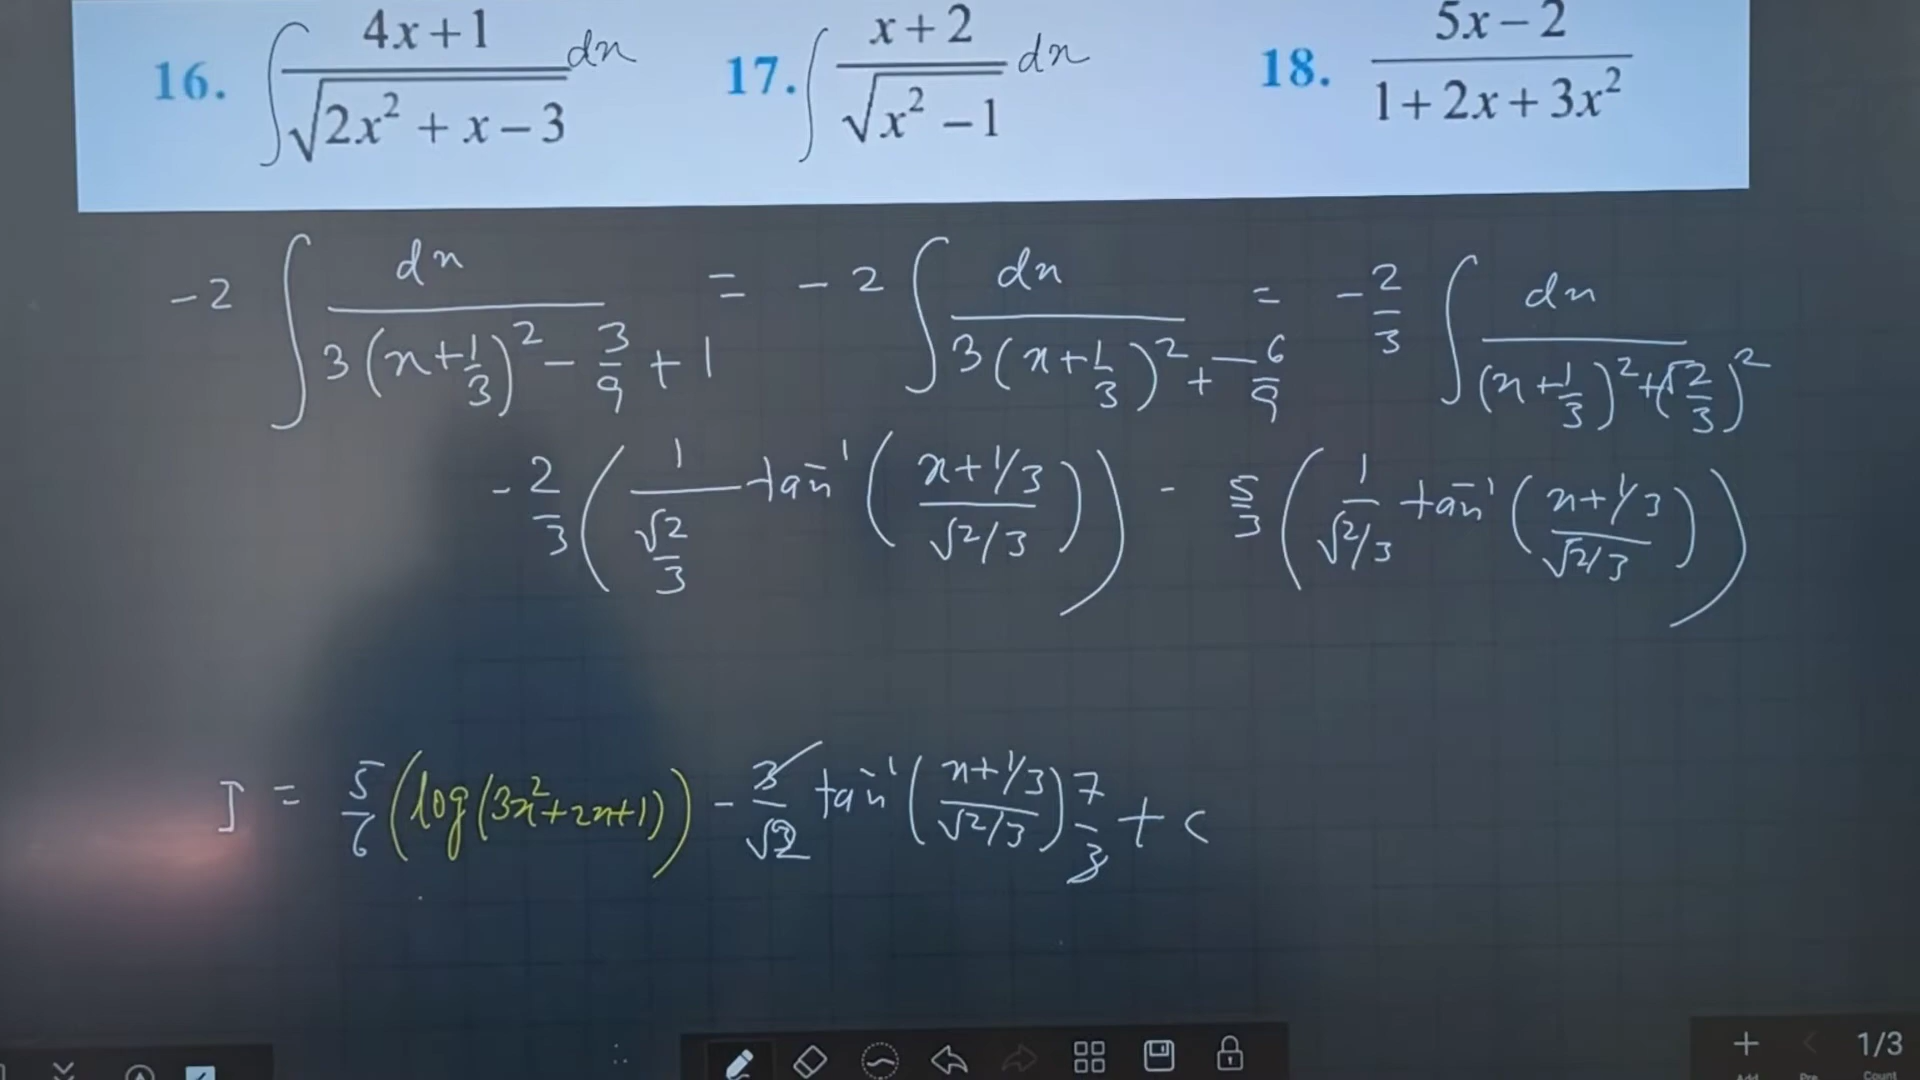 16. ∫ (4x+1)/√(2x² + x − 3) dx 17. ∫ (x+2)/√(x² − 1) dx 18. (5x − 2)/(1 + 2x + 3x²)
−2 ∫ dx/(3(x+1/3)² − 3/9 + 1) = −2 ∫ dx/(3(x+1/3)² + 6/9) = −2/3 ∫ dx/((x+1/3)² + (√2/3)²)
−2/3 (1/(√2/3) tan⁻¹((x+1/3)/(√2/3))) − 5/3 (1/(√2/3) tan⁻¹((x+1/3)/(√2/3)))
I = 5/6 (log(3x²+2x+1)) − 3/√2 tan⁻¹((x+1/3)/(√2/3)) 7/3 + c
1/3
Add Pre Count